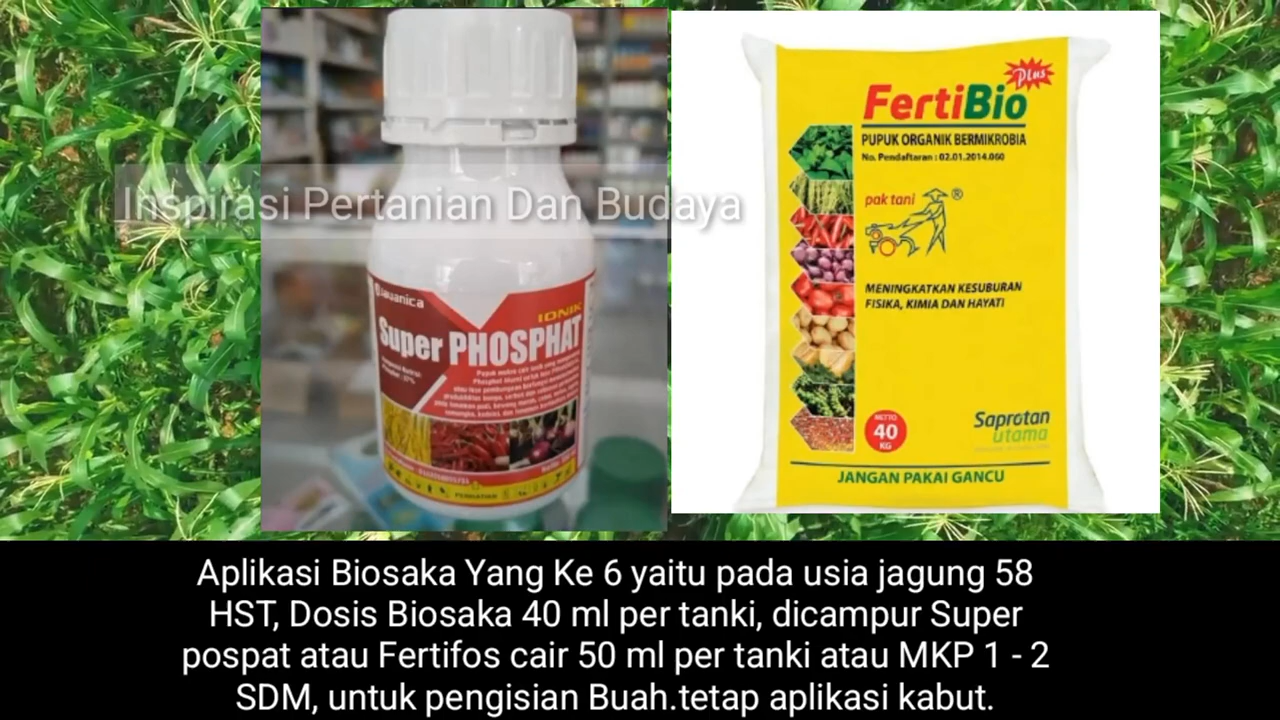 Inspirasi Pertanian Dan Budaya
IONIK
Super PHOSPHAT
PERHATIAN
FertiBio
Plus
PUPUK ORGANIK BERMIKROBIA
No. Pendaftaran : 02.01.2014.060
pak tani ®
MENINGKATKAN KESUBURAN
FISIKA, KIMIA DAN HAYATI
NETTO
40
KG
Saprotan
utama
JANGAN PAKAI GANCU
Aplikasi Biosaka Yang Ke 6 yaitu pada usia jagung 58
HST, Dosis Biosaka 40 ml per tanki, dicampur Super
pospat atau Fertifos cair 50 ml per tanki atau MKP 1 - 2
SDM, untuk pengisian Buah.tetap aplikasi kabut.